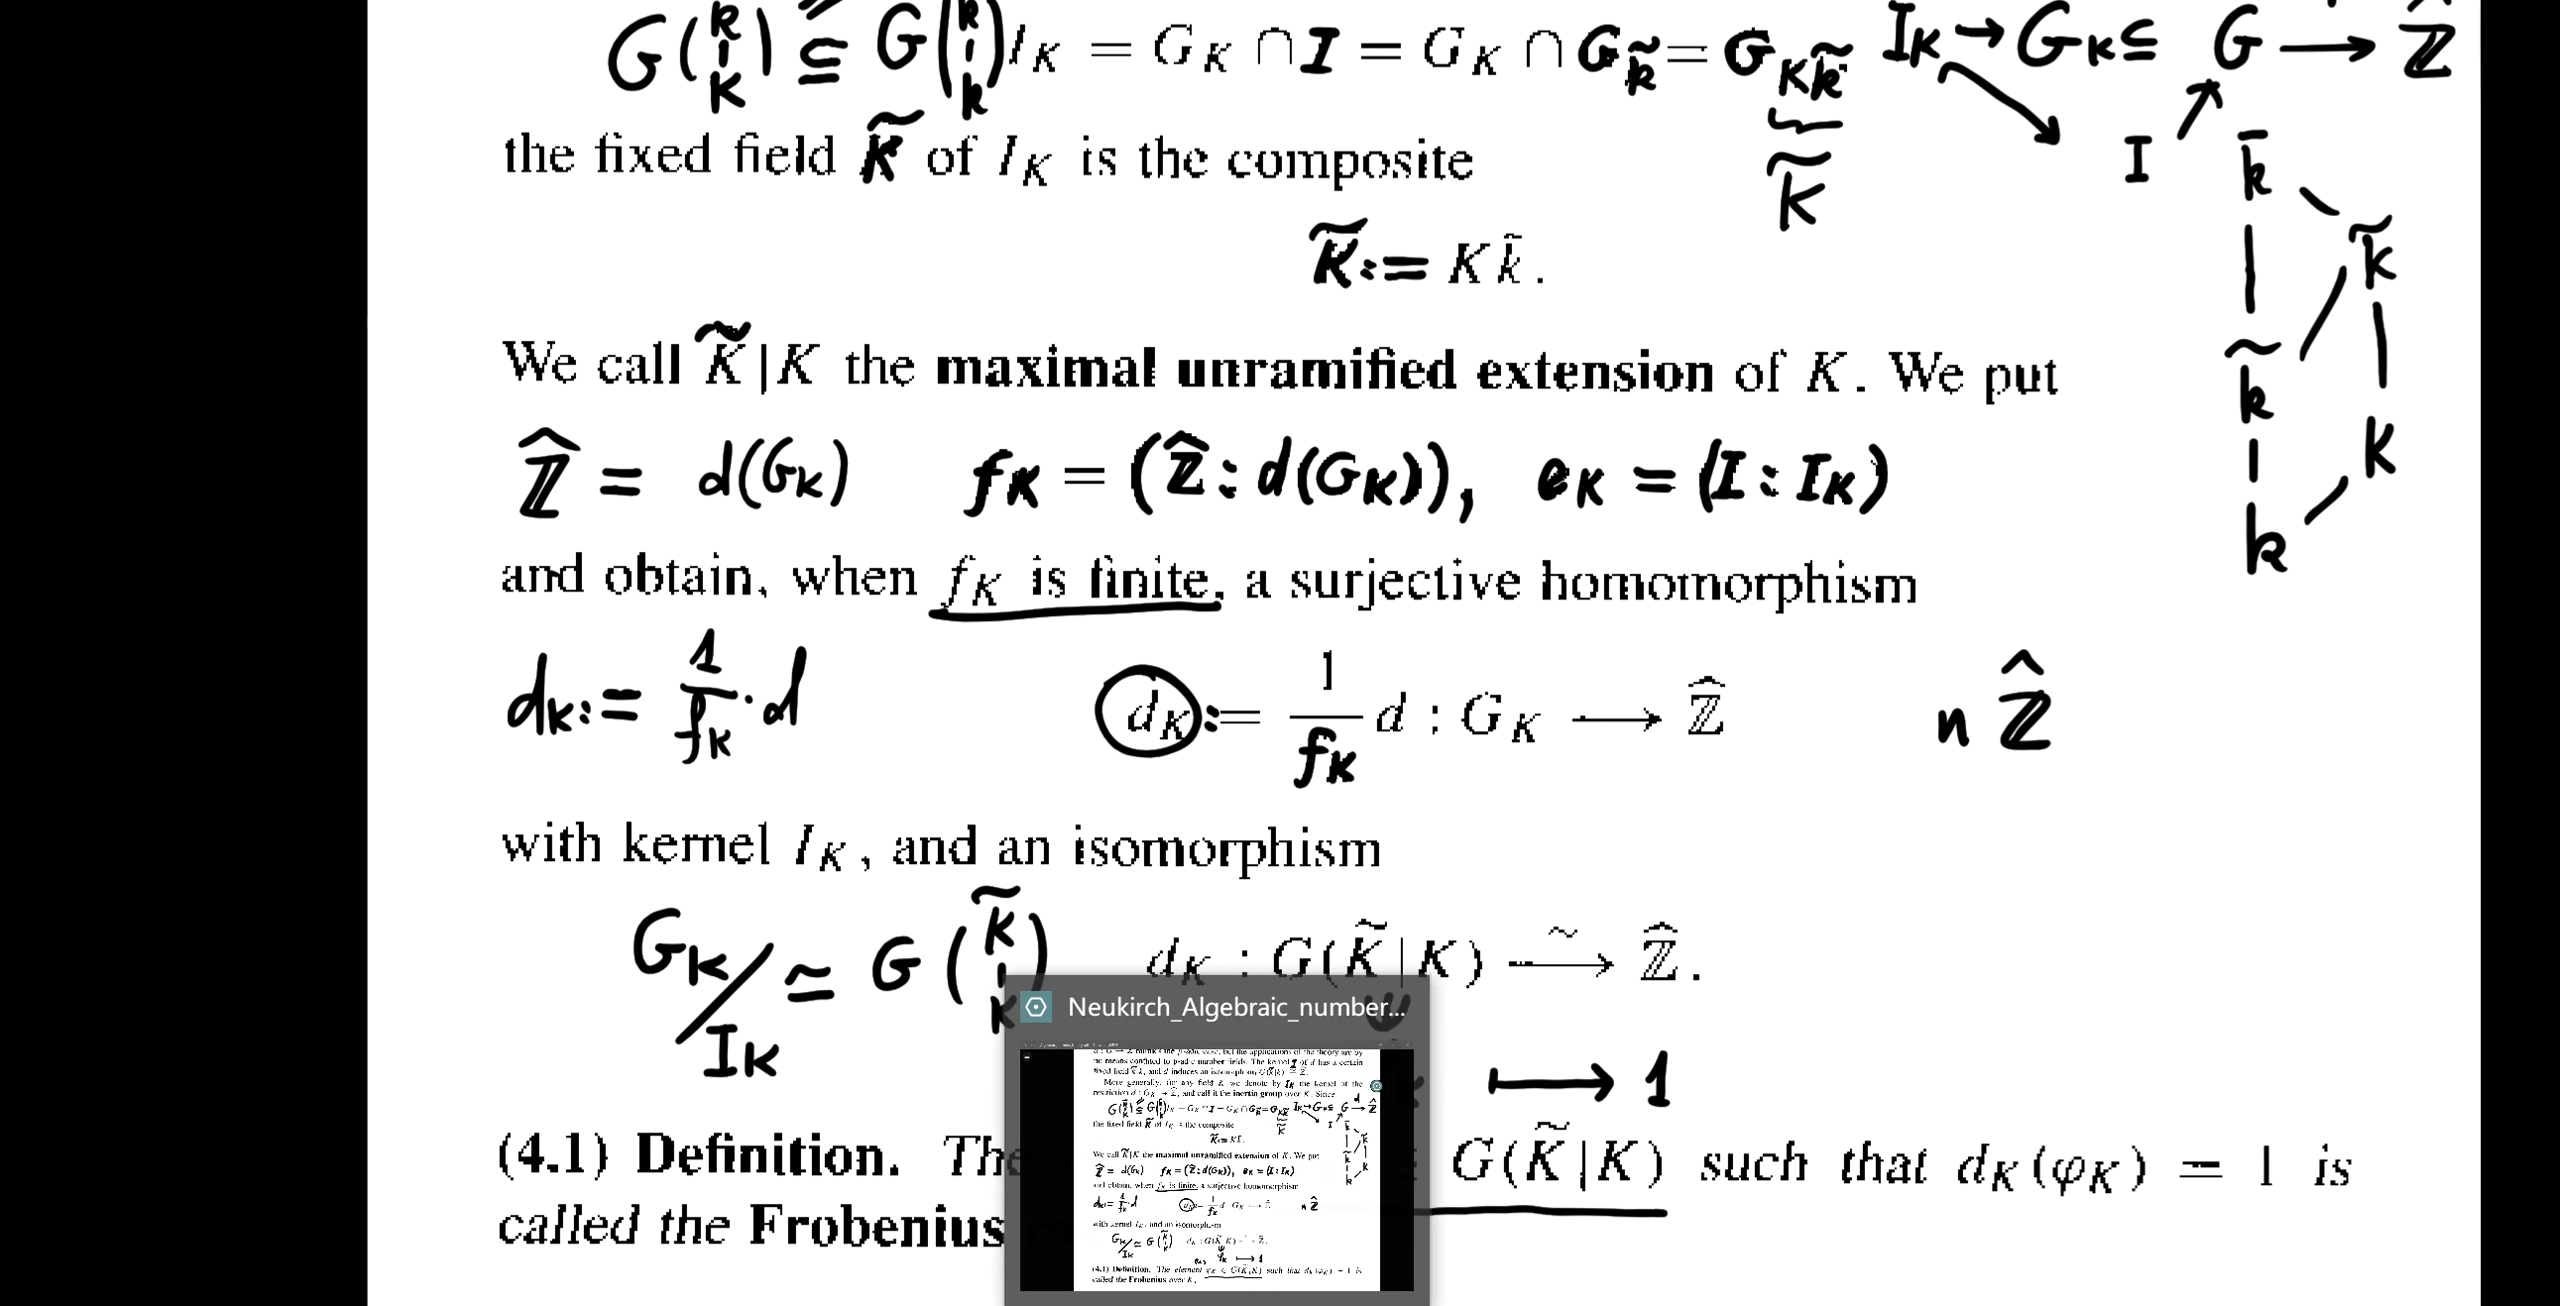 G(k̄|K) ⊆ G(k̄|k) I_K = G_K ∩ I = G_K ∩ G_k̃ = G_Kk̃ I_K → G_K ⊆ G → ℤ̂
the fixed field K̃ of I_K is the composite
I
k̄
K̃
K̃ := Kk̃.
K̃
We call K̃|K the maximal unramified extension of K. We put
k̃
K
ℤ̂ = d(G_K) f_K = (ℤ̂ : d(G_K)), e_K = (I : I_K)
k
and obtain, when f_K is finite, a surjective homomorphism
d_K := 1/f_K · d d_K := 1/f_K d : G_K → ℤ̂ n ℤ̂
with kernel I_K, and an isomorphism
G_K/I_K ≃ G(K̃|K) d_K : G(K̃|K) ~→ ℤ̂.
Neukirch_Algebraic_number...
↦ 1
(4.1) Definition. The G(K̃|K) such that d_K(φ_K) = 1 is
called the Frobenius